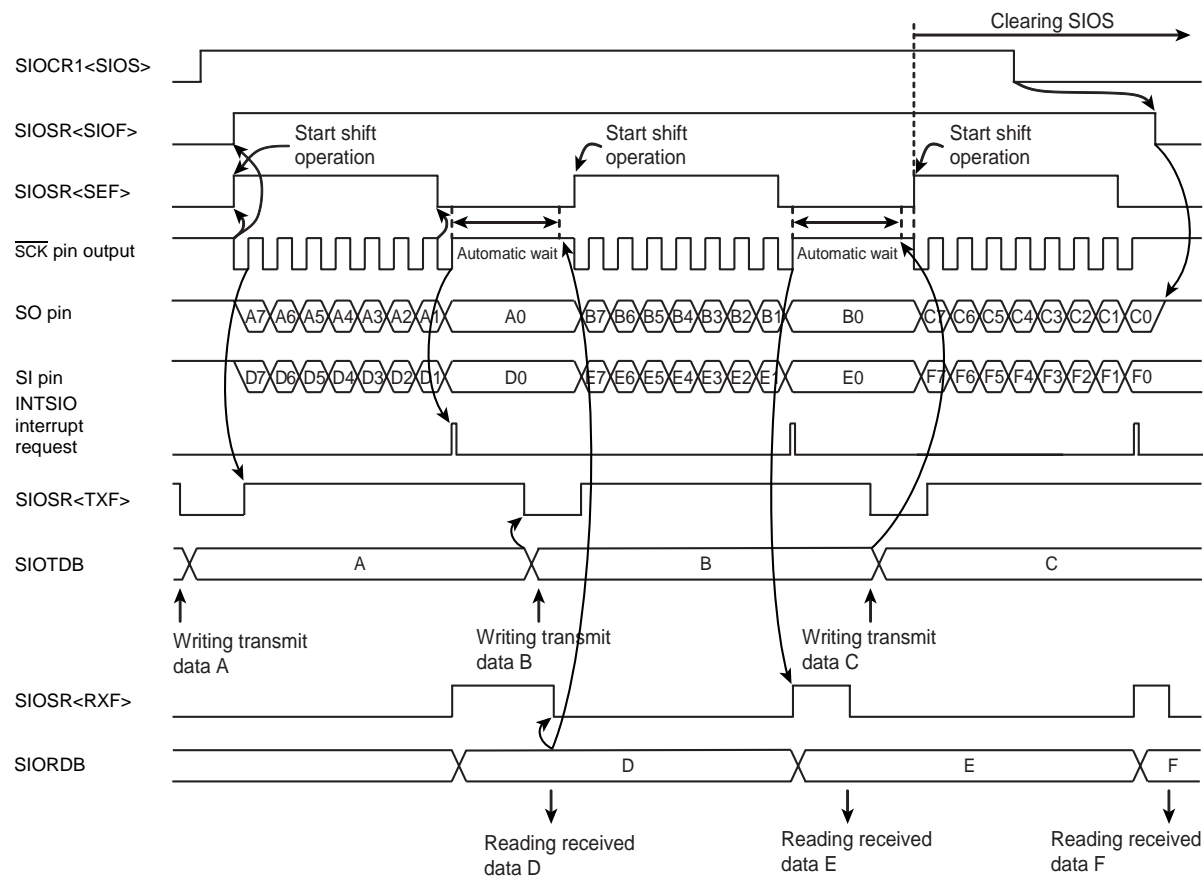 Clearing SIOS
SIOCR1<SIOS>
SIOSR<SIOF>
Start shift
operation
Start shift
operation
Start shift
operation
SIOSR<SEF>
SCK pin output
Automatic wait
Automatic wait
SO pin
A7 A6 A5 A4 A3 A2 A1 A0 B7 B6 B5 B4 B3 B2 B1 B0 C7 C6 C5 C4 C3 C2 C1 C0
SI pin
D7 D6 D5 D4 D3 D2 D1 D0 E7 E6 E5 E4 E3 E2 E1 E0 F7 F6 F5 F4 F3 F2 F1 F0
INTSIO
interrupt
request
SIOSR<TXF>
SIOTDB
A B C
Writing transmit
data A
Writing transmit
data B
Writing transmit
data C
SIOSR<RXF>
SIORDB
D E F
Reading received
data D
Reading received
data E
Reading received
data F